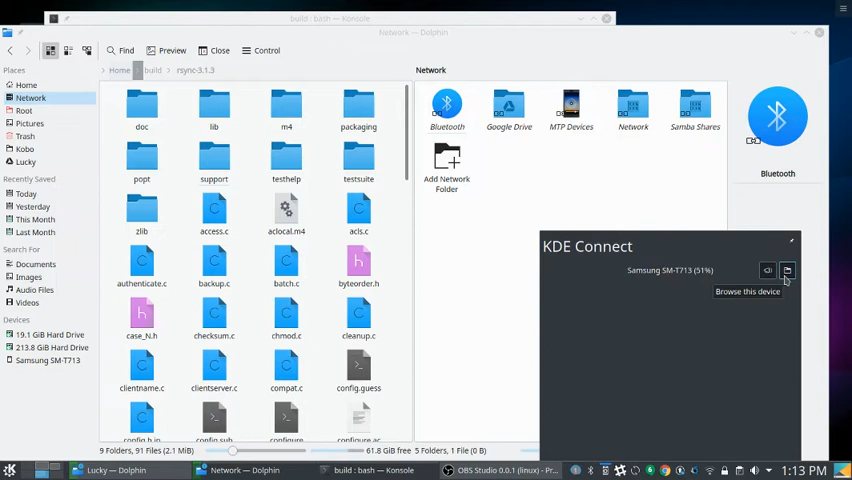 build : bash — Konsole
Network — Dolphin
Find
Preview
Close
Control
Places
Home
Network
Root
Pictures
Trash
Kobo
Lucky
Recently Saved
Today
Yesterday
This Month
Last Month
Search For
Documents
Images
Audio Files
Videos
Devices
19.1 GiB Hard Drive
213.8 GiB Hard Drive
Samsung SM-T713
Home build rsync-3.1.3
doc lib m4 packaging
popt support testhelp testsuite
zlib access.c aclocal.m4 acls.c
authenticate.c backup.c batch.c byteorder.h
case_N.h checksum.c chmod.c cleanup.c
clientname.c clientserver.c compat.c config.guess
config.h.in config.sub configure configure.ac
9 Folders, 91 Files (2.1 MiB)
61.8 GiB free
Network
Bluetooth Google Drive MTP Devices Network Samba Shares
Add Network
Folder
5 Folders, 1 File (0 B)
Bluetooth
KDE Connect
Samsung SM-T713 (51%)
Browse this device
Lucky — Dolphin
Network — Dolphin
build : bash — Konsole
OBS Studio 0.0.1 (linux) - Pr...
1:13 PM